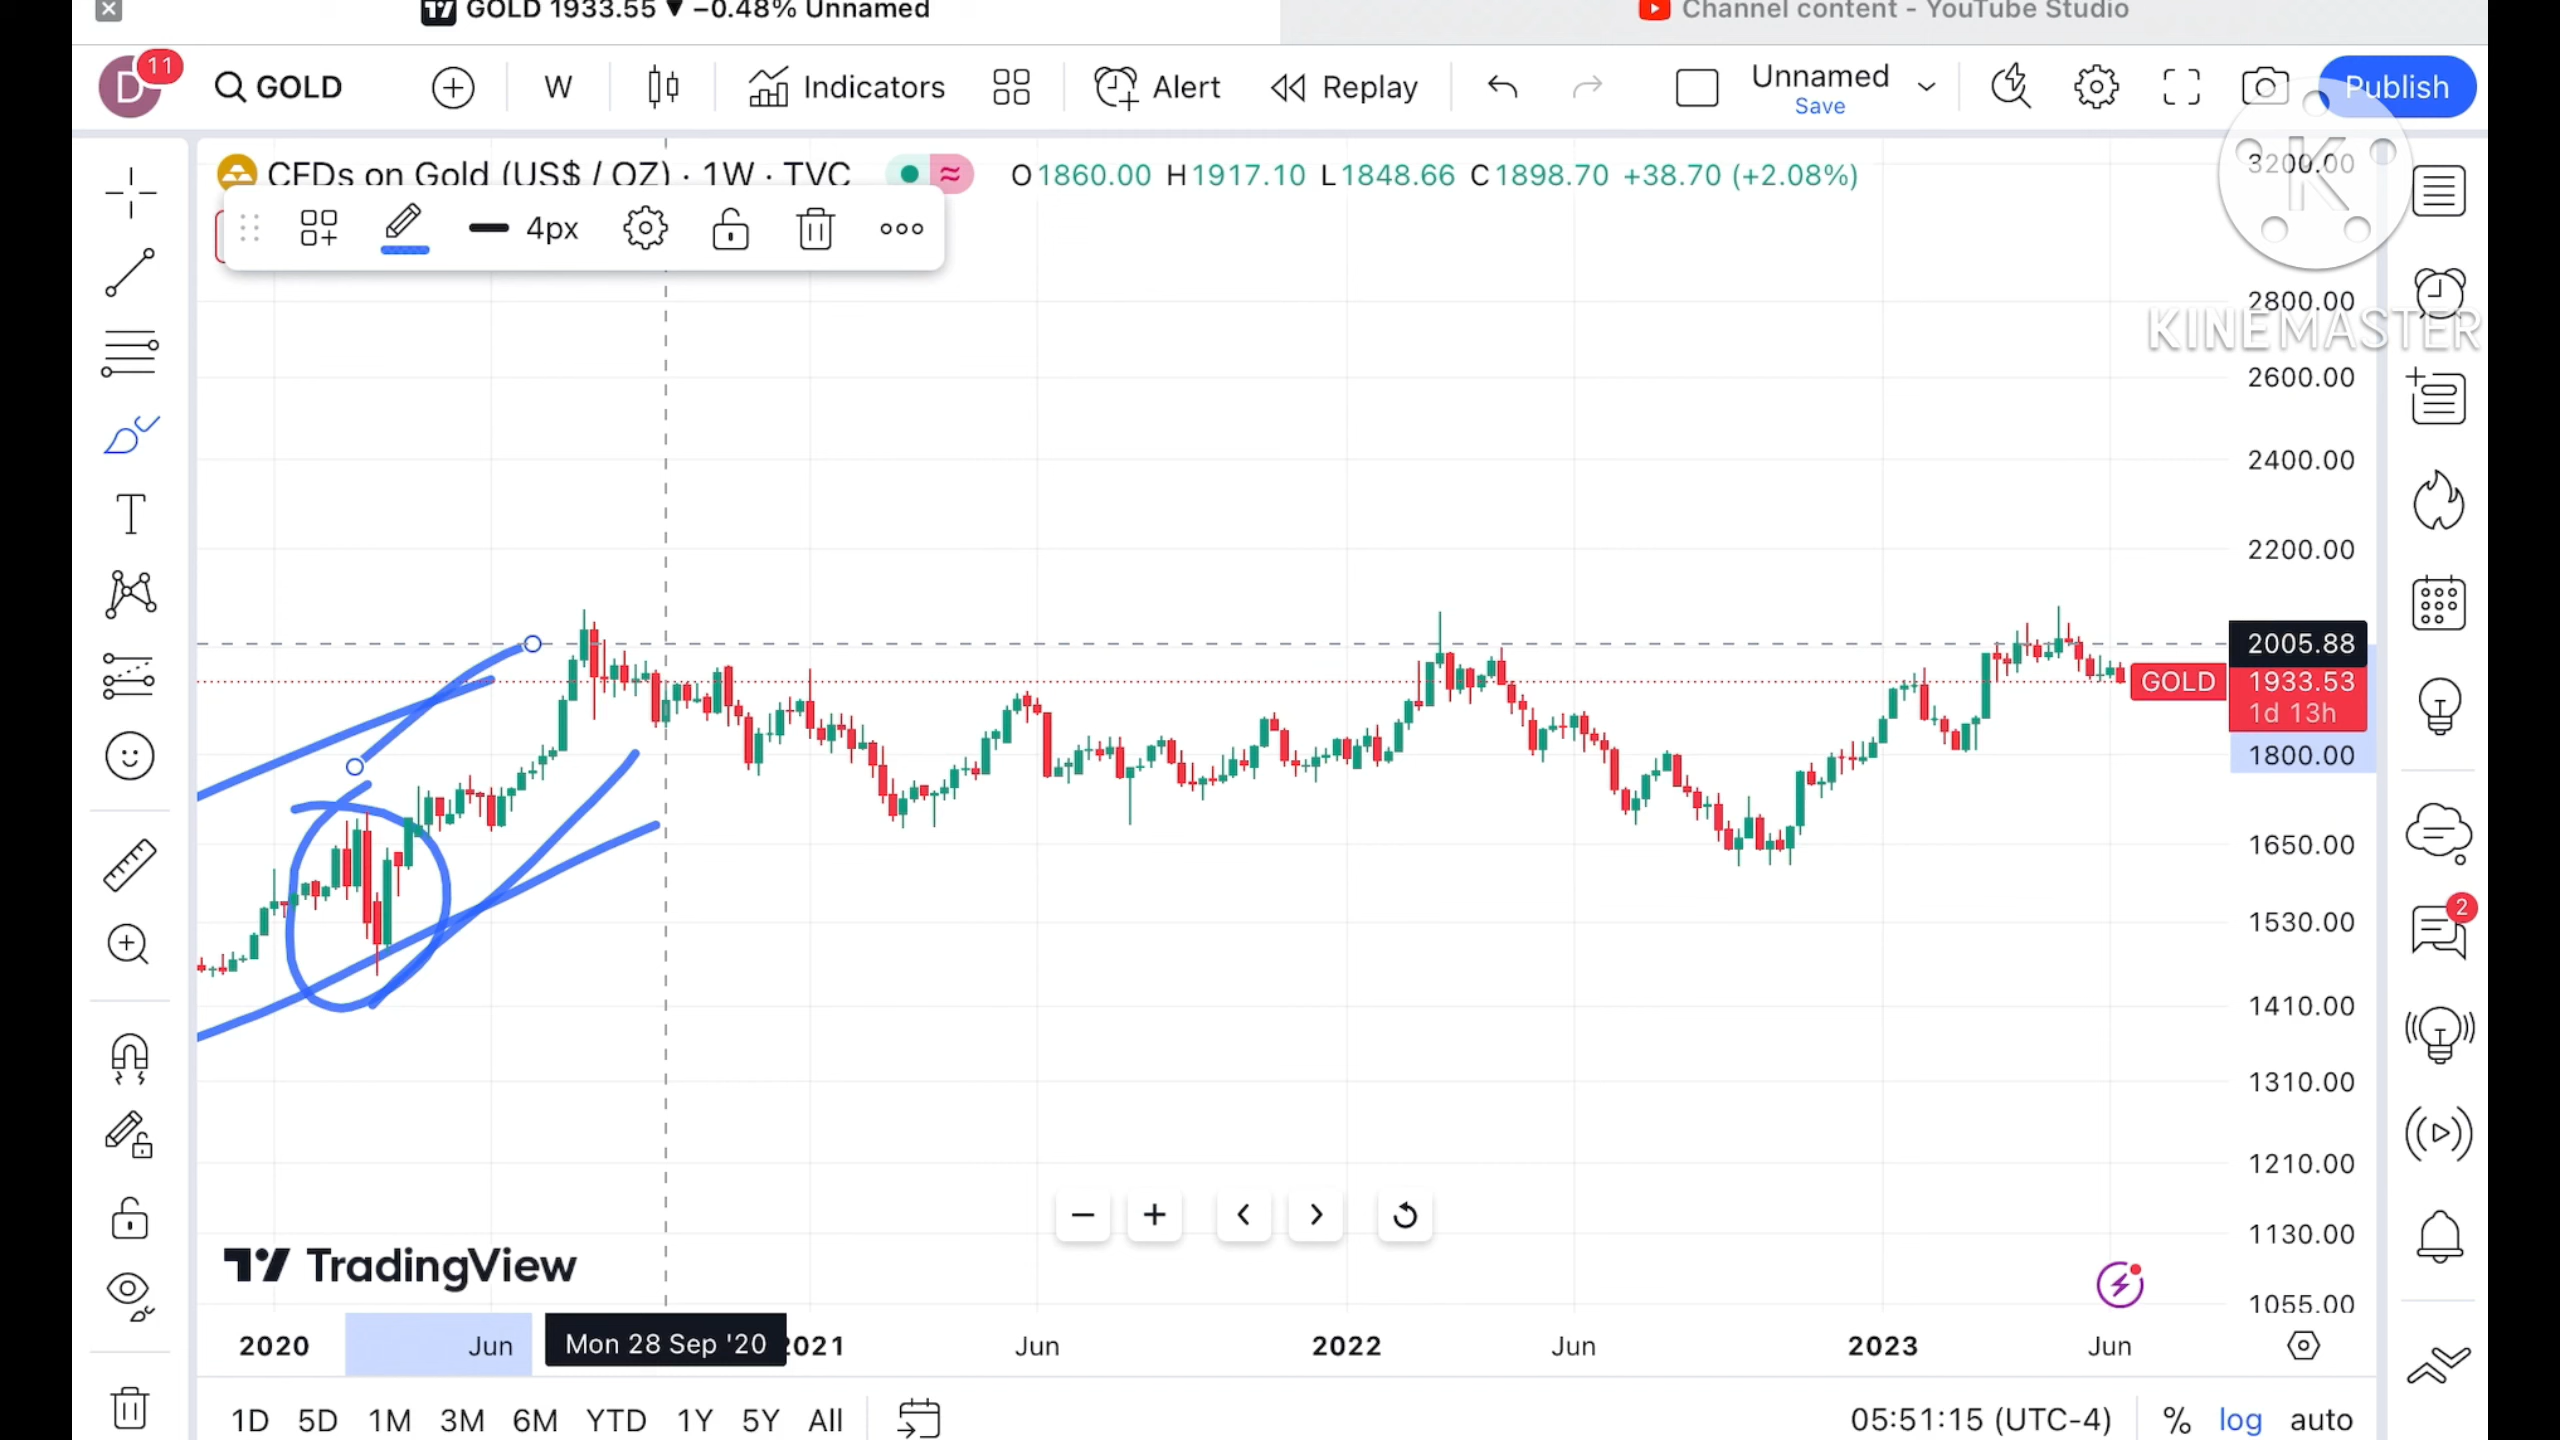 GOLD 1933.55 ▼ −0.48% Unnamed
Channel content - YouTube Studio
D 11 GOLD W Indicators Alert Replay Unnamed Save Publish
CFDs on Gold (US$ / OZ) · 1W · TVC O1860.00 H1917.10 L1848.66 C1898.70 +38.70 (+2.08%)
4px
K
KINEMASTER
3200.00
2800.00
2600.00
2400.00
2200.00
2005.88
GOLD 1933.53
1d 13h
1800.00
1650.00
1530.00
1410.00
1310.00
1210.00
1130.00
1055.00
2
TradingView
2020 Jun Mon 28 Sep '20 2021 Jun 2022 Jun 2023 Jun
1D 5D 1M 3M 6M YTD 1Y 5Y All 05:51:15 (UTC-4) % log auto